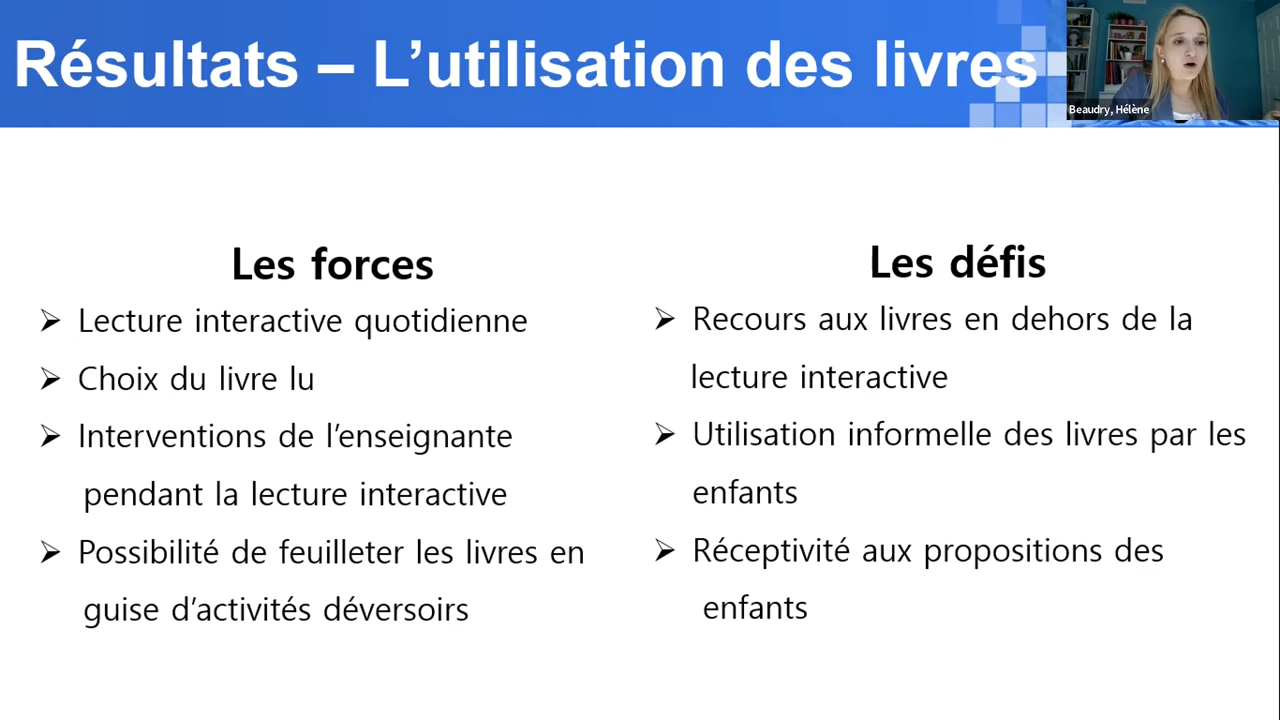 Résultats – L’utilisation des livres
Beaudry, Hélène
Les forces
➢ Lecture interactive quotidienne
➢ Choix du livre lu
➢ Interventions de l’enseignante
pendant la lecture interactive
➢ Possibilité de feuilleter les livres en
guise d’activités déversoirs
Les défis
➢ Recours aux livres en dehors de la
lecture interactive
➢ Utilisation informelle des livres par les
enfants
➢ Réceptivité aux propositions des
enfants